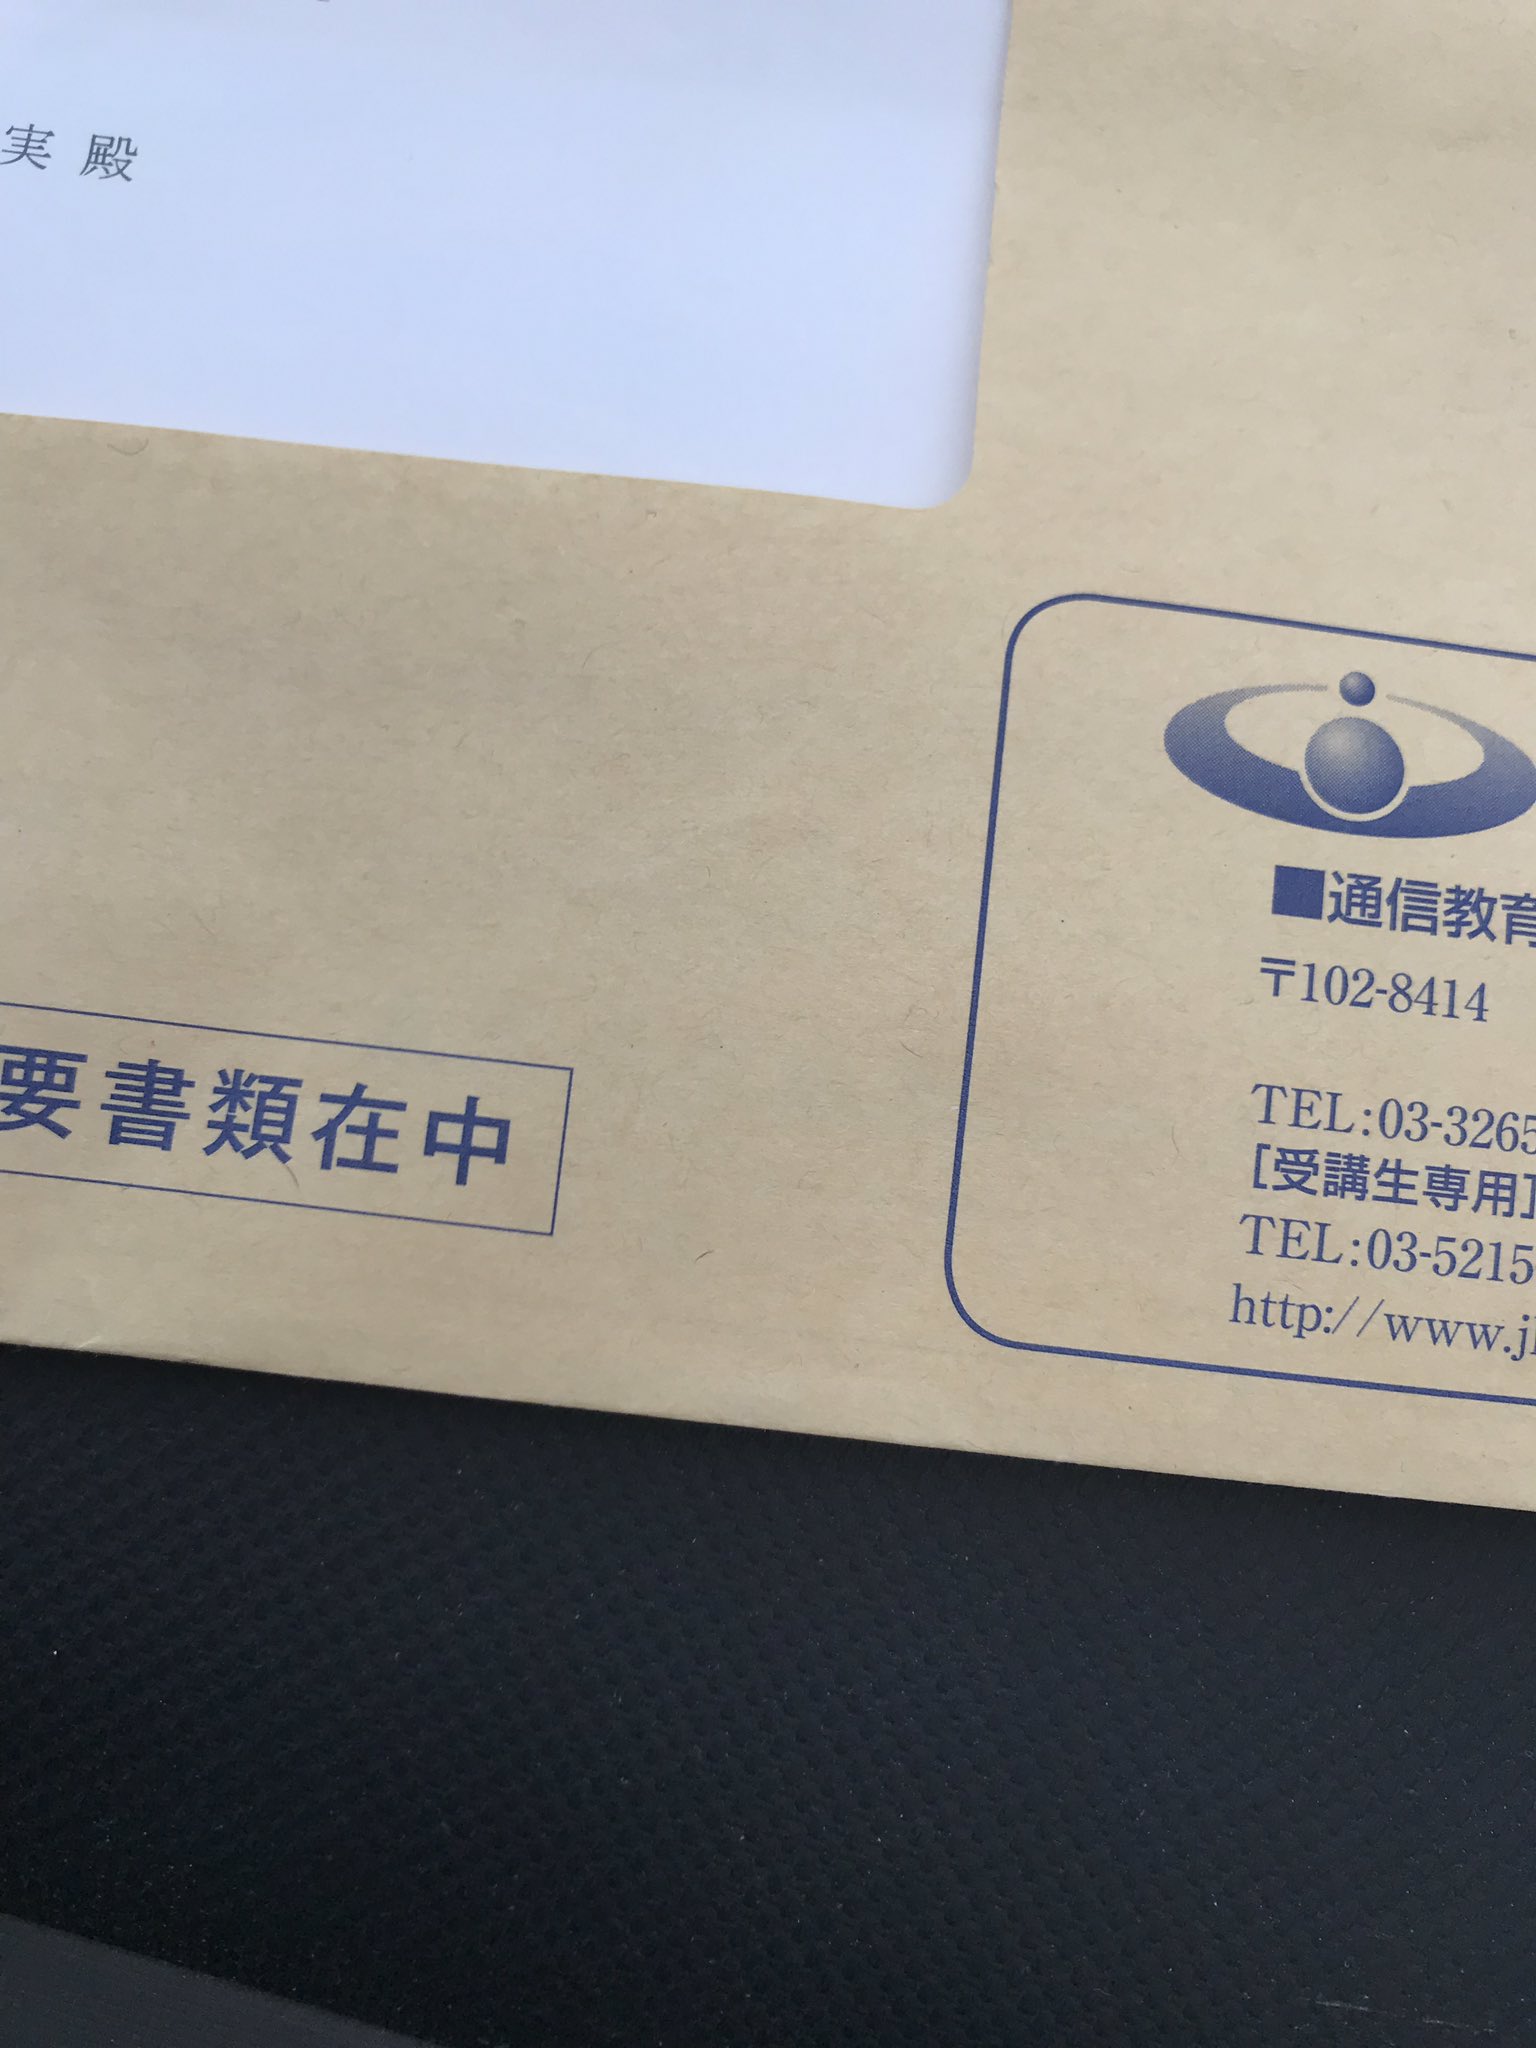 実 殿
■通信教育
〒102-8414
TEL:03-3265
[受講生専用]
TEL:03-5215
http://www.j
要書類在中